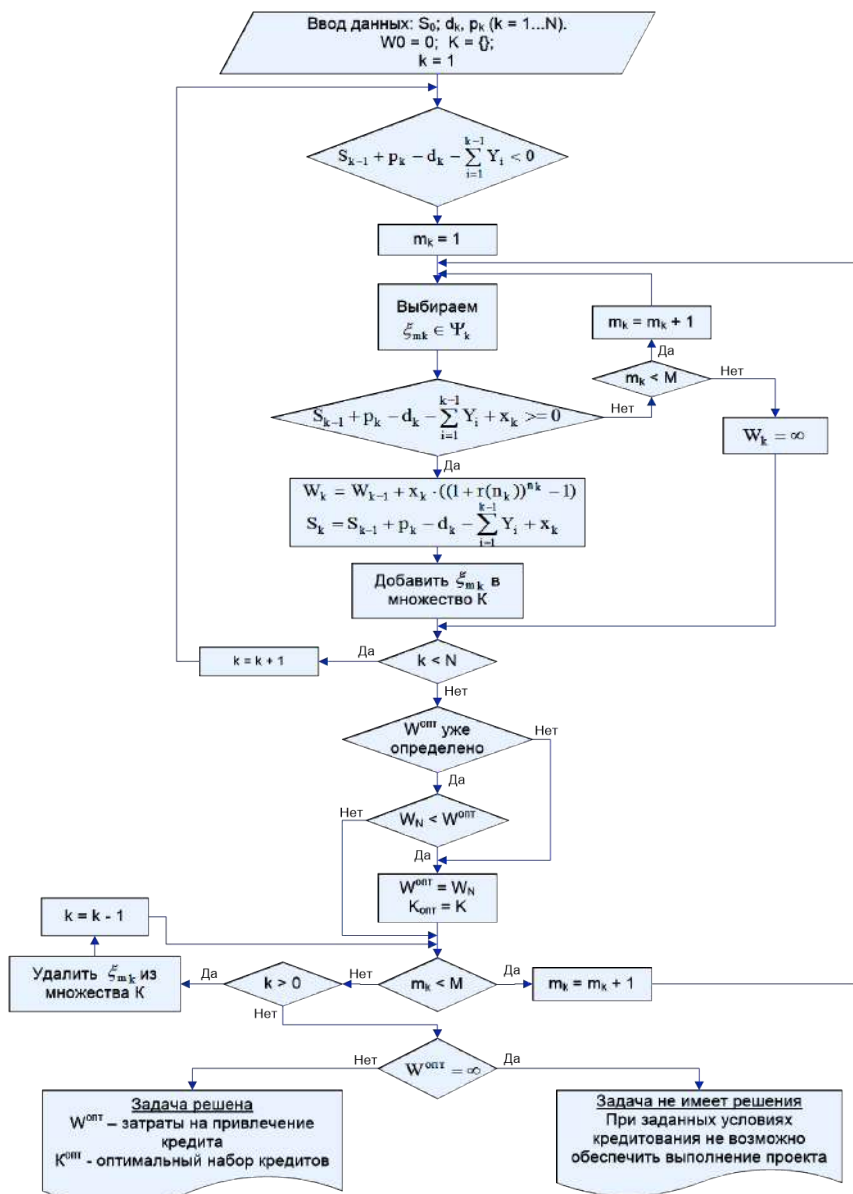 Ввод данных: S₀; dₖ, pₖ (k = 1...N).
W0 = 0; K = {};
k = 1
Sₖ₋₁ + pₖ − dₖ − ∑ᵢ₌₁ᵏ⁻¹ Yᵢ < 0
mₖ = 1
Выбираем
ξₘₖ ∈ Ψₖ
mₖ = mₖ + 1
Да
mₖ < M
Нет
Sₖ₋₁ + pₖ − dₖ − ∑ᵢ₌₁ᵏ⁻¹ Yᵢ + xₖ >= 0
Нет
Wₖ = ∞
Да
Wₖ = Wₖ₋₁ + xₖ · ((1 + r(nₖ))ⁿᵏ − 1)
Sₖ = Sₖ₋₁ + pₖ − dₖ − ∑ᵢ₌₁ᵏ⁻¹ Yᵢ + xₖ
Добавить ξₘₖ в
множество К
k = k + 1
Да
k < N
Нет
Wᵒᵖᵗ уже
определено
Нет
Да
Нет
W_N < Wᵒᵖᵗ
Да
Wᵒᵖᵗ = W_N
Kₒₚₜ = K
k = k - 1
Удалить ξₘₖ из
множества К
Да
k > 0
Нет
mₖ < M
Да
mₖ = mₖ + 1
Нет
Нет
Wᵒᵖᵗ = ∞
Да
Задача решена
Wᵒᵖᵗ – затраты на привлечение
кредита
Kᵒᵖᵗ - оптимальный набор кредитов
Задача не имеет решения
При заданных условиях
кредитования не возможно
обеспечить выполнение проекта